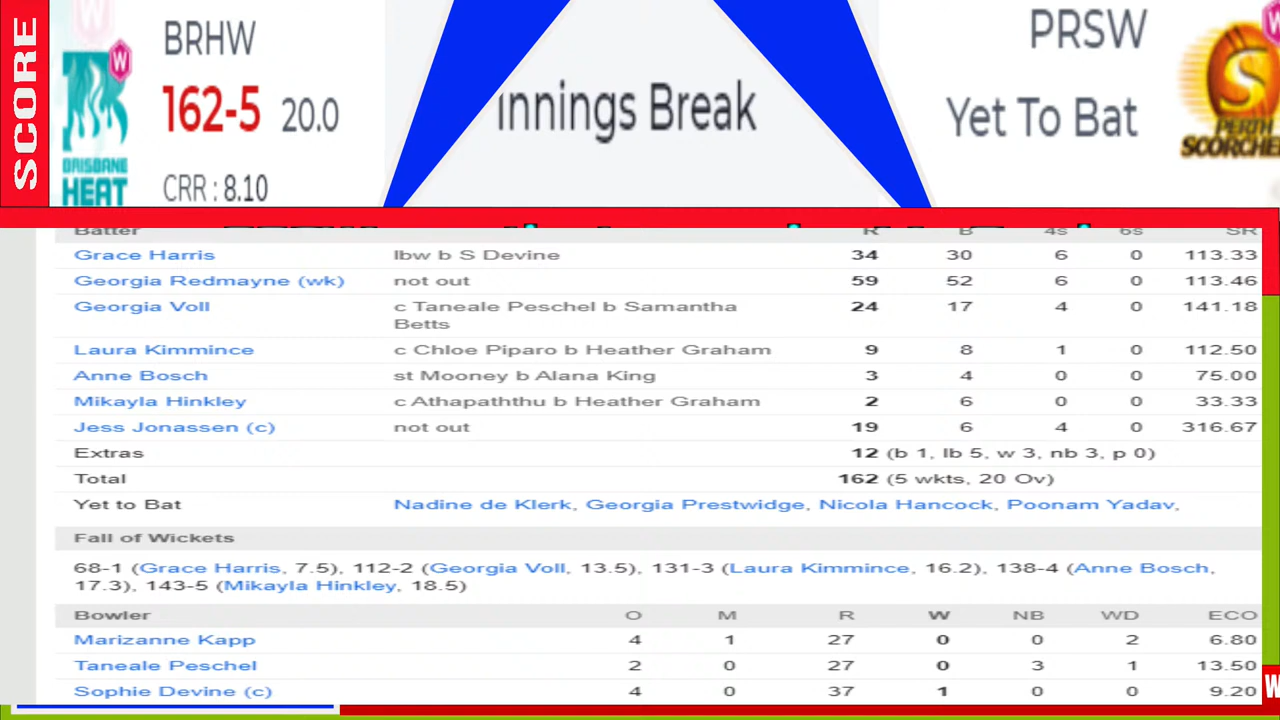 SCORE
BRHW
162-5 20.0
CRR : 8.10
BRISBANE
HEAT
W
Innings Break
PRSW
Yet To Bat
PERTH
Batter R B 4s 6s SR
Grace Harris lbw b S Devine 34 30 6 0 113.33
Georgia Redmayne (wk) not out 59 52 6 0 113.46
Georgia Voll c Taneale Peschel b Samantha 24 17 4 0 141.18
Betts
Laura Kimmince c Chloe Piparo b Heather Graham 9 8 1 0 112.50
Anne Bosch st Mooney b Alana King 3 4 0 0 75.00
Mikayla Hinkley c Athapaththu b Heather Graham 2 6 0 0 33.33
Jess Jonassen (c) not out 19 6 4 0 316.67
Extras 12 (b 1, lb 5, w 3, nb 3, p 0)
Total 162 (5 wkts, 20 Ov)
Yet to Bat Nadine de Klerk, Georgia Prestwidge, Nicola Hancock, Poonam Yadav,
Fall of Wickets
68-1 (Grace Harris, 7.5), 112-2 (Georgia Voll, 13.5), 131-3 (Laura Kimmince, 16.2), 138-4 (Anne Bosch,
17.3), 143-5 (Mikayla Hinkley, 18.5)
Bowler O M R W NB WD ECO
Marizanne Kapp 4 1 27 0 0 2 6.80
Taneale Peschel 2 0 27 0 3 1 13.50
Sophie Devine (c) 4 0 37 1 0 0 9.20